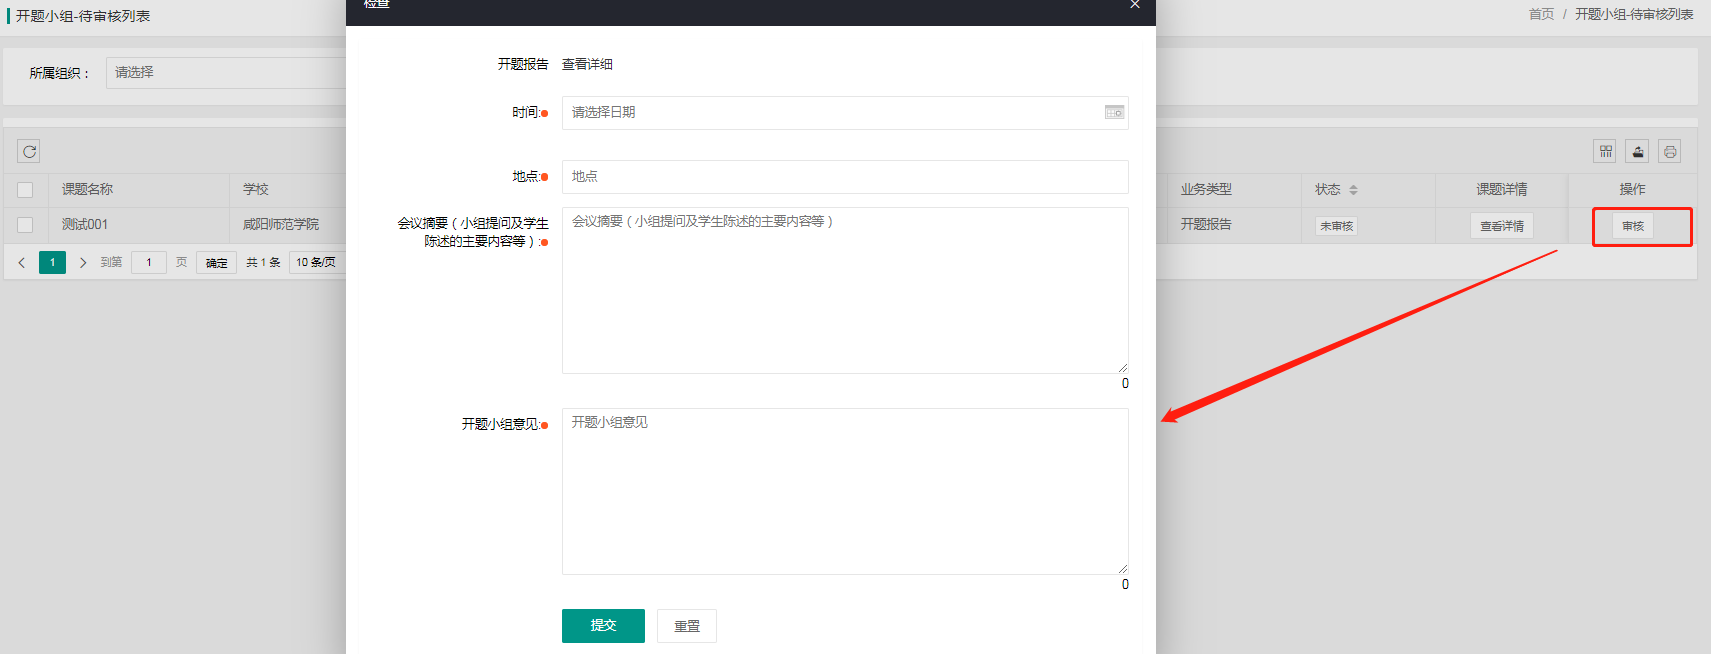 开题小组-待审核列表
首页 / 开题小组-待审核列表
检查
所属组织：
请选择
开题报告 查看详细
时间:
请选择日期
地点:
地点
会议摘要（小组提问及学生
陈述的主要内容等）:
会议摘要（小组提问及学生陈述的主要内容等）
0
开题小组意见:
开题小组意见
0
提交
重置
课题名称 学校 业务类型 状态 课题详情 操作
测试001 咸阳师范学院 开题报告 未审核 查看详情 审核
1 到第 1 页 确定 共 1 条 10 条/页